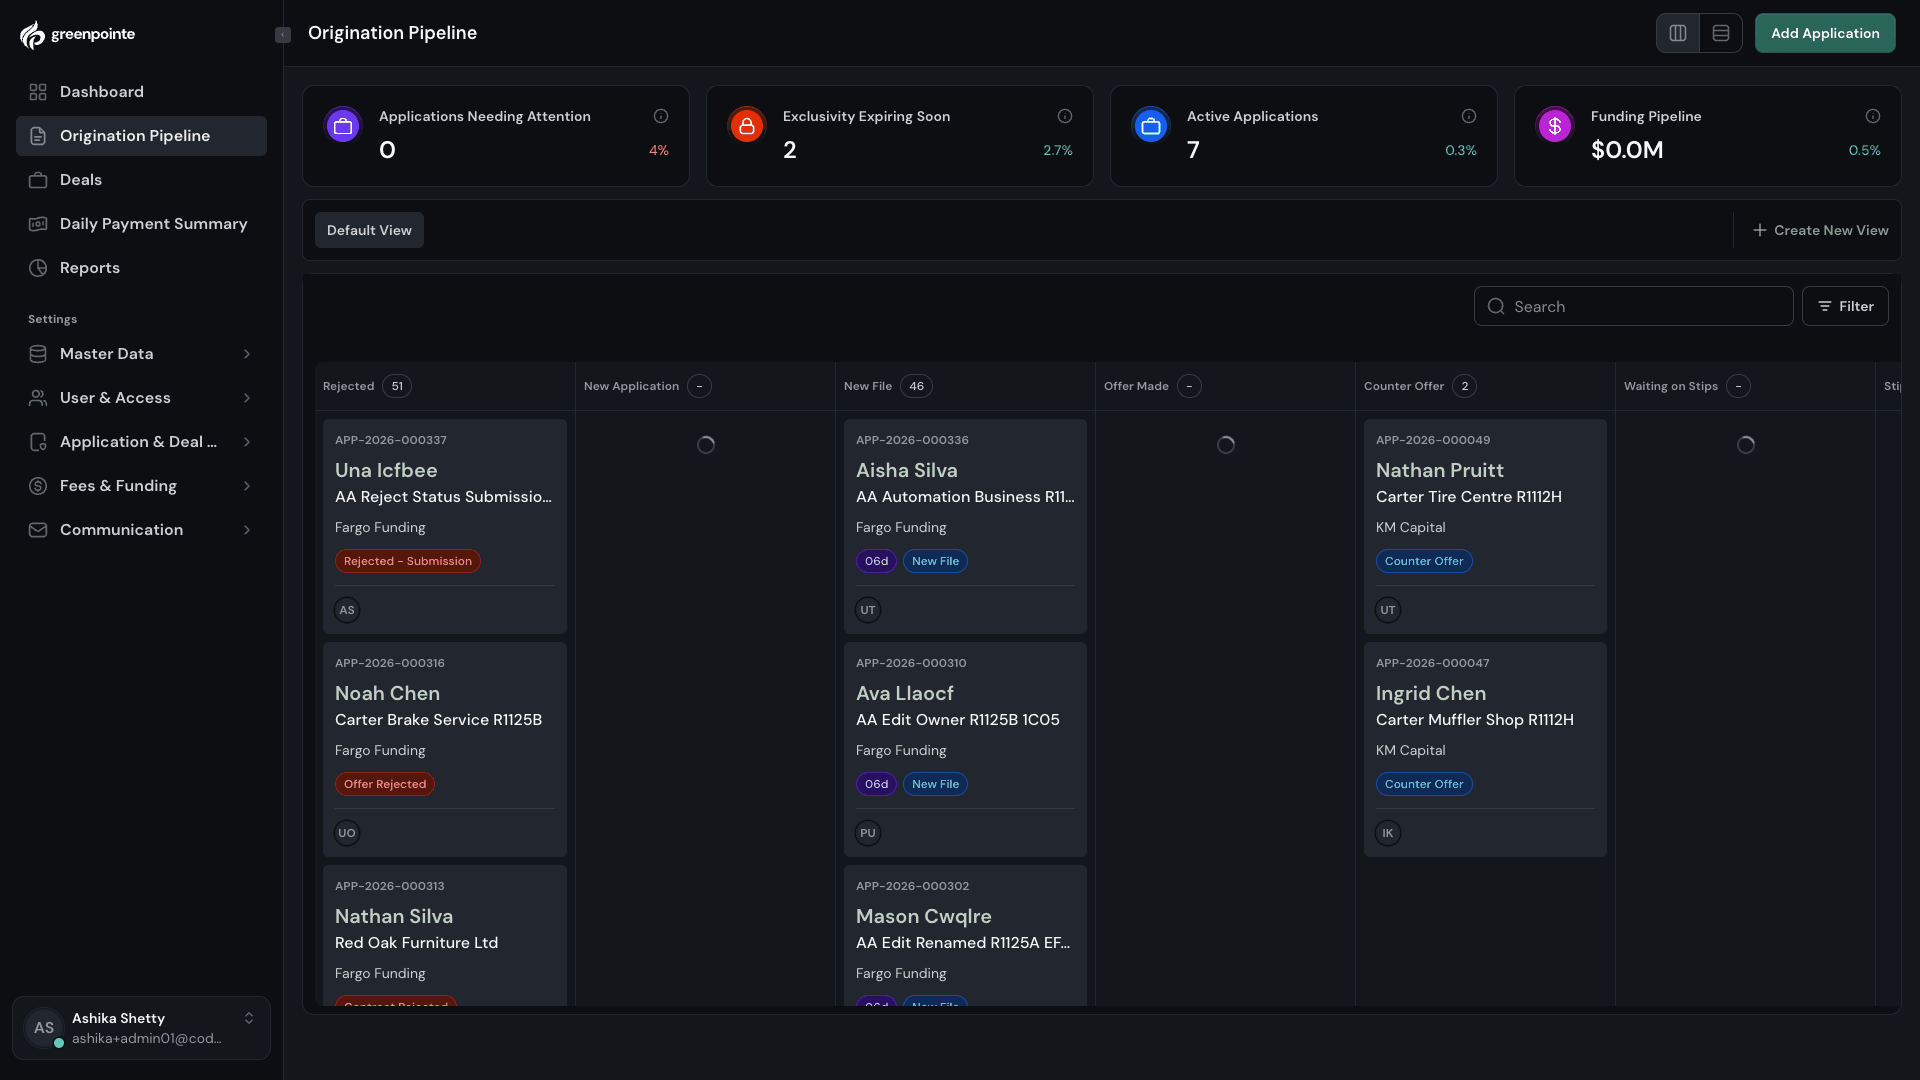 greenpointe
Dashboard
Origination Pipeline
Deals
Daily Payment Summary
Reports
Settings
Master Data
User & Access
Application & Deal ...
Fees & Funding
Communication
AS
Ashika Shetty
ashika+admin01@cod...
Origination Pipeline
Add Application
Applications Needing Attention
0
4%
Exclusivity Expiring Soon
2
2.7%
Active Applications
7
0.3%
Funding Pipeline
$0.0M
0.5%
Default View
Create New View
Search
Filter
Rejected 51
APP-2026-000337
Una Icfbee
AA Reject Status Submissio...
Fargo Funding
Rejected - Submission
AS
APP-2026-000316
Noah Chen
Carter Brake Service R1125B
Fargo Funding
Offer Rejected
UO
APP-2026-000313
Nathan Silva
Red Oak Furniture Ltd
Fargo Funding
Contract Rejected
New Application -
New File 46
APP-2026-000336
Aisha Silva
AA Automation Business R11...
Fargo Funding
06d New File
UT
APP-2026-000310
Ava Llaocf
AA Edit Owner R1125B 1C05
Fargo Funding
06d New File
PU
APP-2026-000302
Mason Cwqlre
AA Edit Renamed R1125A EF...
Fargo Funding
06d New File
Offer Made -
Counter Offer 2
APP-2026-000049
Nathan Pruitt
Carter Tire Centre R1112H
KM Capital
Counter Offer
UT
APP-2026-000047
Ingrid Chen
Carter Muffler Shop R1112H
KM Capital
Counter Offer
IK
Waiting on Stips -